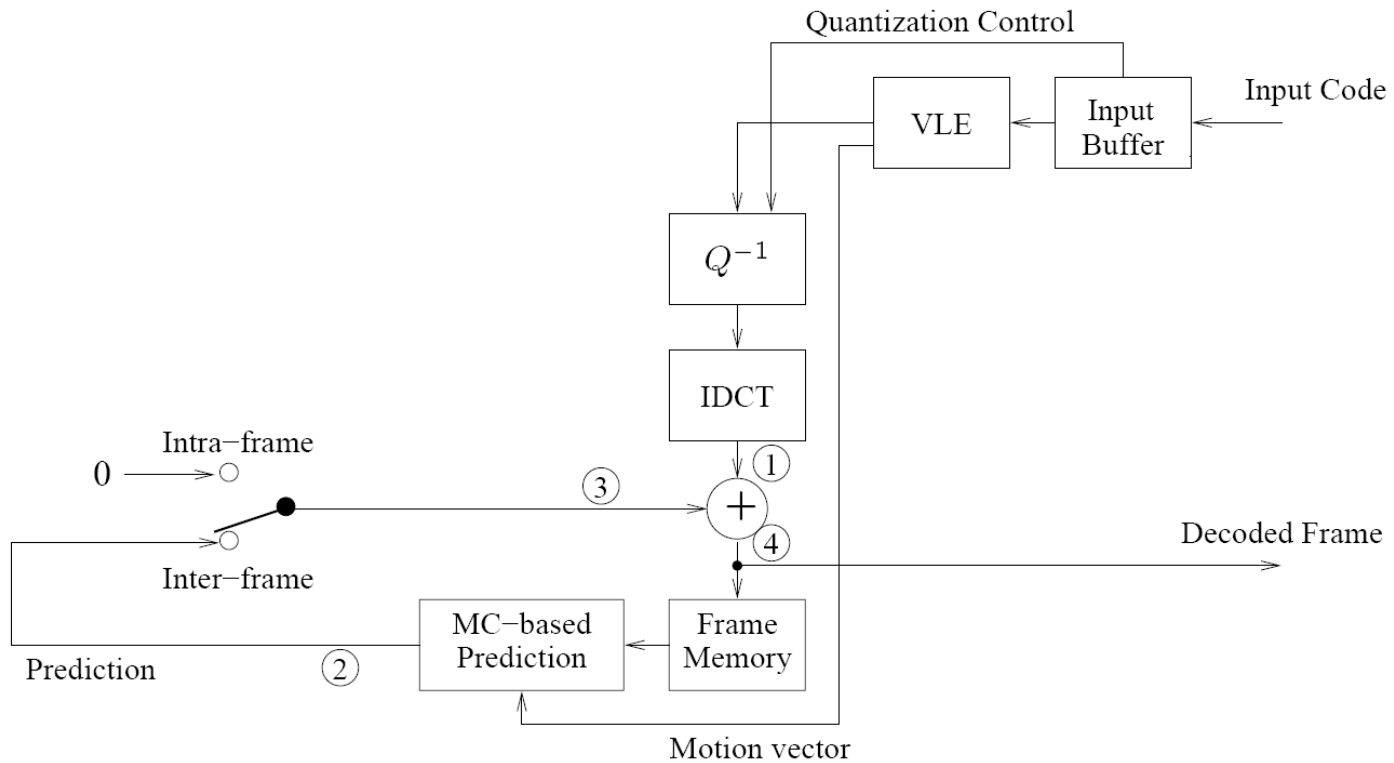 Quantization Control
Input Code
VLE
Input
Buffer
Q⁻¹
IDCT
1
Intra−frame
0
3
+
4
Decoded Frame
Inter−frame
MC−based
Prediction
Frame
Memory
Prediction
2
Motion vector